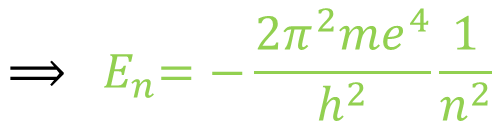 ⟹ Eₙ= − 2π²me⁴/h² 1/n²